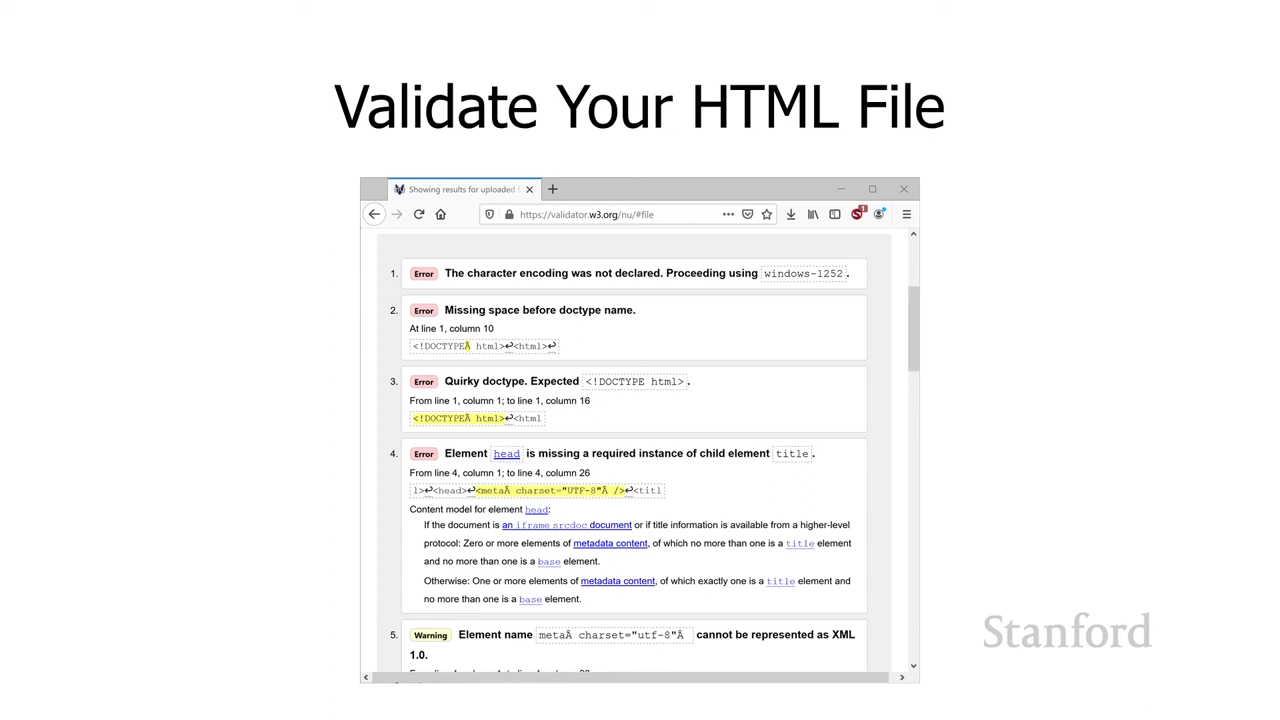 Validate Your HTML File
Showing results for uploaded
https://validator.w3.org/nu/#file
1
1. Error The character encoding was not declared. Proceeding using windows-1252.
2. Error Missing space before doctype name.
At line 1, column 10
<!DOCTYPEÂ html>↩<html>↩
3. Error Quirky doctype. Expected <!DOCTYPE html>.
From line 1, column 1; to line 1, column 16
<!DOCTYPEÂ html>↩<html
4. Error Element head is missing a required instance of child element title.
From line 4, column 1; to line 4, column 26
l>↩<head>↩<metaÂ charset="UTF-8"Â />↩<titl
Content model for element head:
If the document is an iframe srcdoc document or if title information is available from a higher-level
protocol: Zero or more elements of metadata content, of which no more than one is a title element
and no more than one is a base element.
Otherwise: One or more elements of metadata content, of which exactly one is a title element and
no more than one is a base element.
5. Warning Element name metaÂ charset="utf-8"Â cannot be represented as XML
1.0.
Stanford